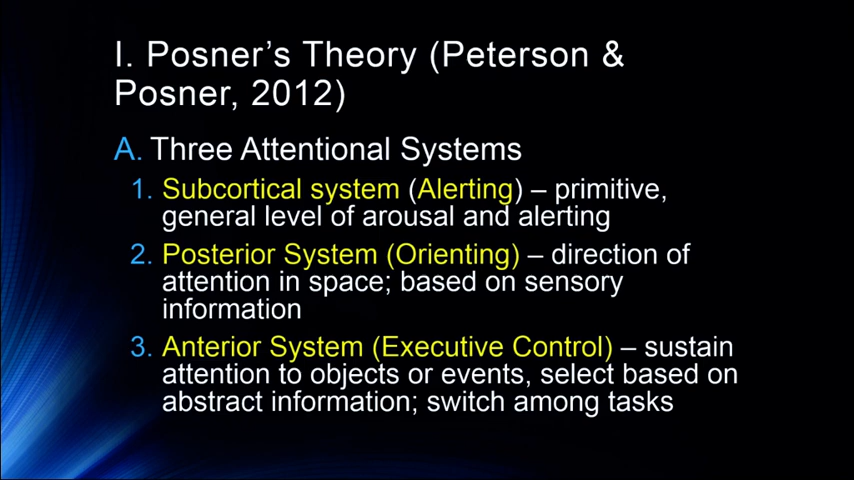 I. Posner’s Theory (Peterson &
Posner, 2012)
A. Three Attentional Systems
1. Subcortical system (Alerting) – primitive,
general level of arousal and alerting
2. Posterior System (Orienting) – direction of
attention in space; based on sensory
information
3. Anterior System (Executive Control) – sustain
attention to objects or events, select based on
abstract information; switch among tasks